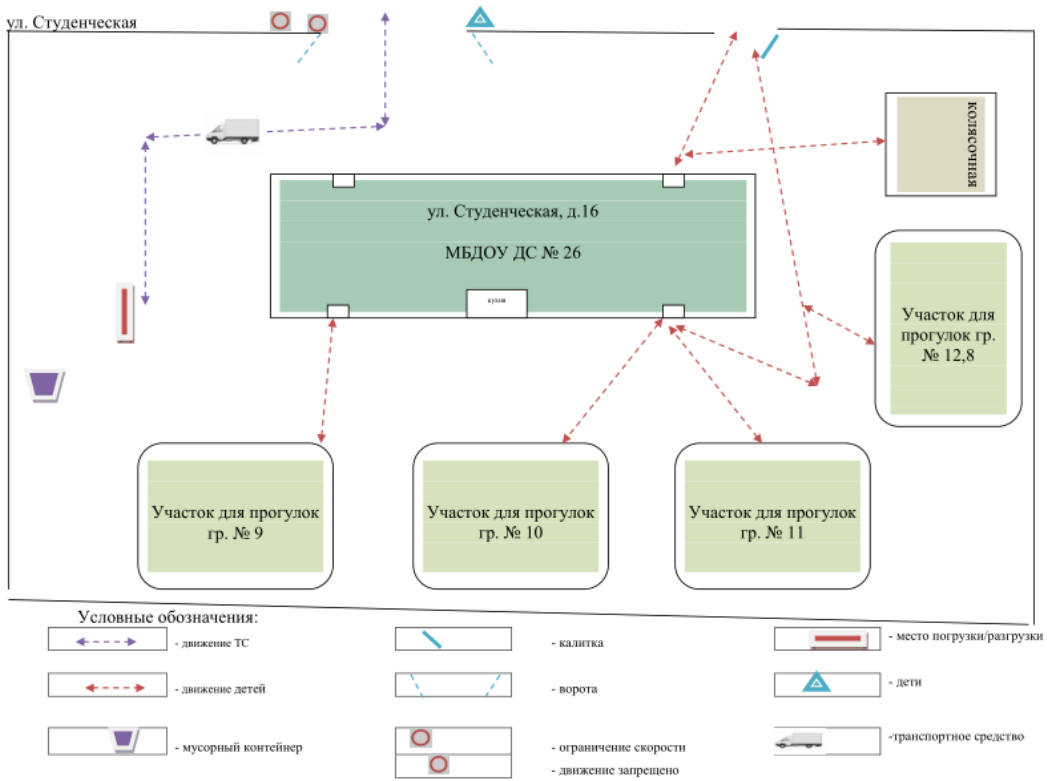 ул. Студенческая
колясочная
ул. Студенческая, д.16
МБДОУ ДС № 26
кухня
Участок для
прогулок гр.
№ 12,8
Участок для прогулок
гр. № 9
Участок для прогулок
гр. № 10
Участок для прогулок
гр. № 11
Условные обозначения:
- движение ТС
- калитка
- место погрузки/разгрузки
- движение детей
- ворота
- дети
- мусорный контейнер
- ограничение скорости
- движение запрещено
-транспортное средство